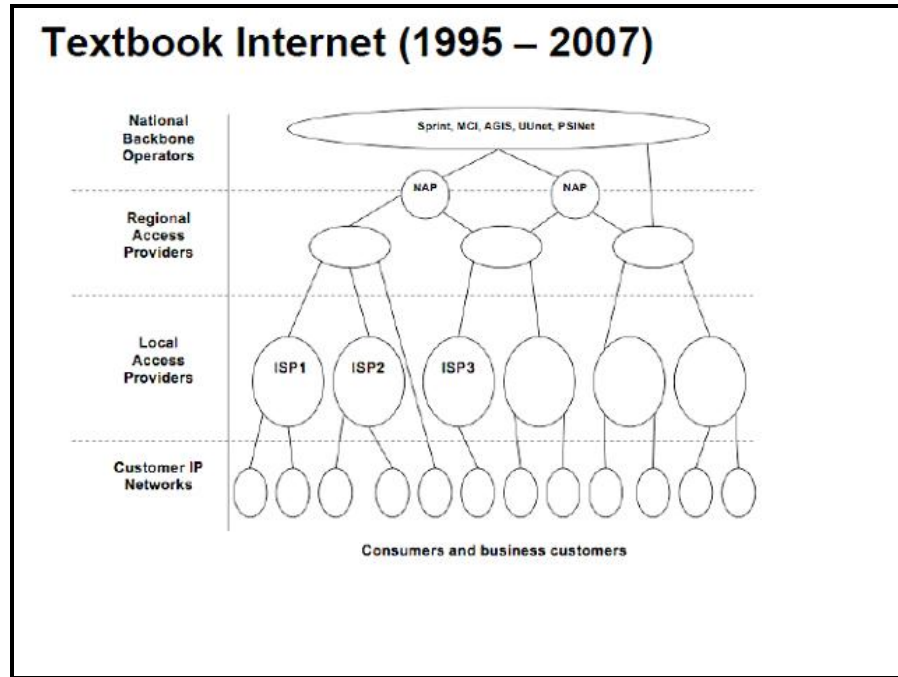 Textbook Internet (1995 – 2007)
National
Backbone
Operators
Sprint, MCI, AGIS, UUnet, PSINet
NAP
NAP
Regional
Access
Providers
Local
Access
Providers
ISP1
ISP2
ISP3
Customer IP
Networks
Consumers and business customers